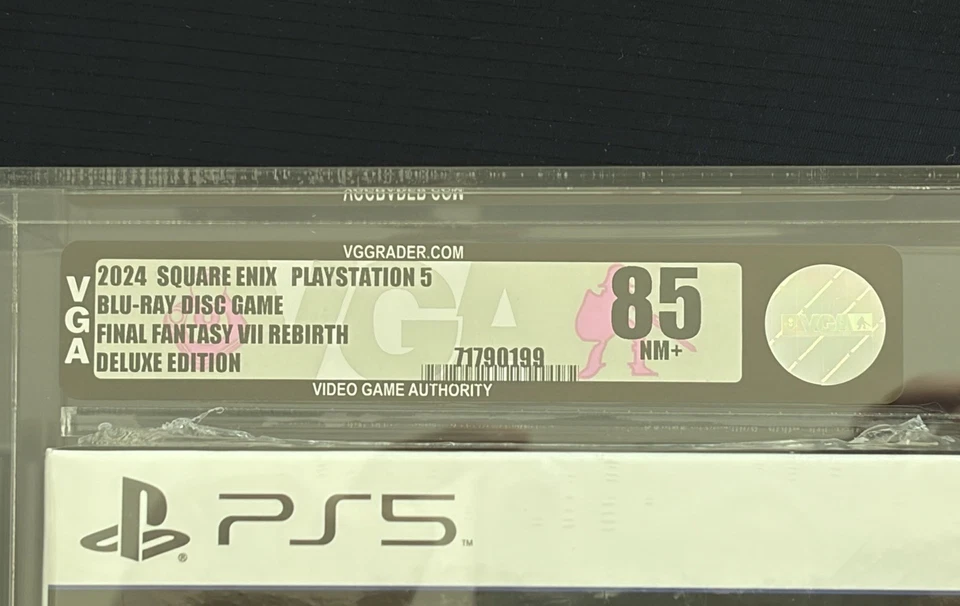 VGGRADER.COM
VGA
2024 SQUARE ENIX PLAYSTATION 5
BLU-RAY DISC GAME
FINAL FANTASY VII REBIRTH
DELUXE EDITION
85
NM+
71790199
VGA
VIDEO GAME AUTHORITY
PS5™